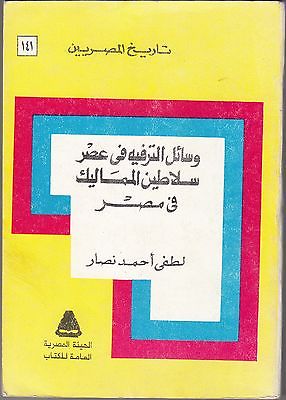 تاريخ المصريين
١٤١
وسائل الترفيه فى عصر
سلاطين المماليك
فى مصر
لطفى أحمد نصار
الهيئة المصرية
العامة للكتاب